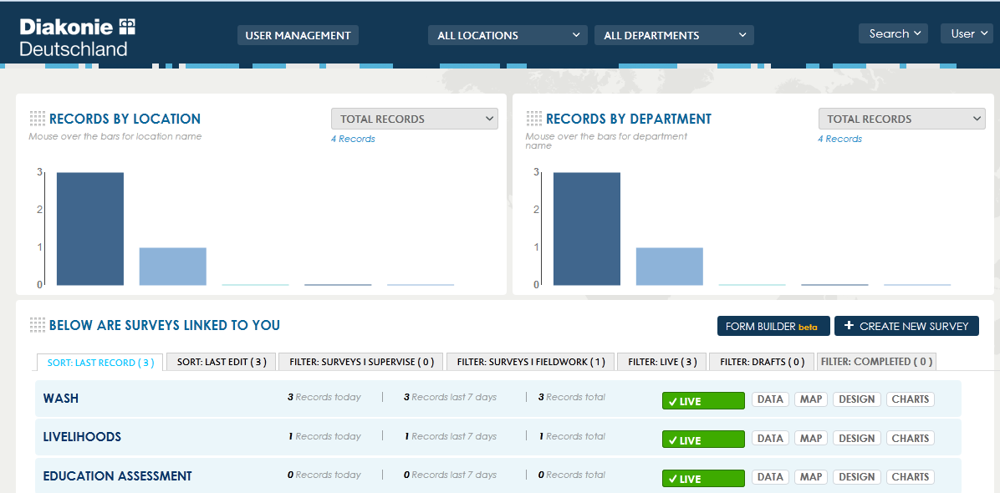 Diakonie
Deutschland
USER MANAGEMENT
ALL LOCATIONS
ALL DEPARTMENTS
Search
User
RECORDS BY LOCATION
TOTAL RECORDS
Mouse over the bars for location name
4 Records
3
2
1
0
RECORDS BY DEPARTMENT
TOTAL RECORDS
Mouse over the bars for department
name
4 Records
3
2
1
0
BELOW ARE SURVEYS LINKED TO YOU
FORM BUILDER beta
+ CREATE NEW SURVEY
SORT: LAST RECORD ( 3 )
SORT: LAST EDIT ( 3 )
FILTER: SURVEYS I SUPERVISE ( 0 )
FILTER: SURVEYS I FIELDWORK ( 1 )
FILTER: LIVE ( 3 )
FILTER: DRAFTS ( 0 )
FILTER: COMPLETED ( 0 )
WASH
3 Records today
3 Records last 7 days
3 Records total
✓ LIVE
DATA
MAP
DESIGN
CHARTS
LIVELIHOODS
1 Records today
1 Records last 7 days
1 Records total
✓ LIVE
DATA
MAP
DESIGN
CHARTS
EDUCATION ASSESSMENT
0 Records today
0 Records last 7 days
0 Records total
✓ LIVE
DATA
MAP
DESIGN
CHARTS